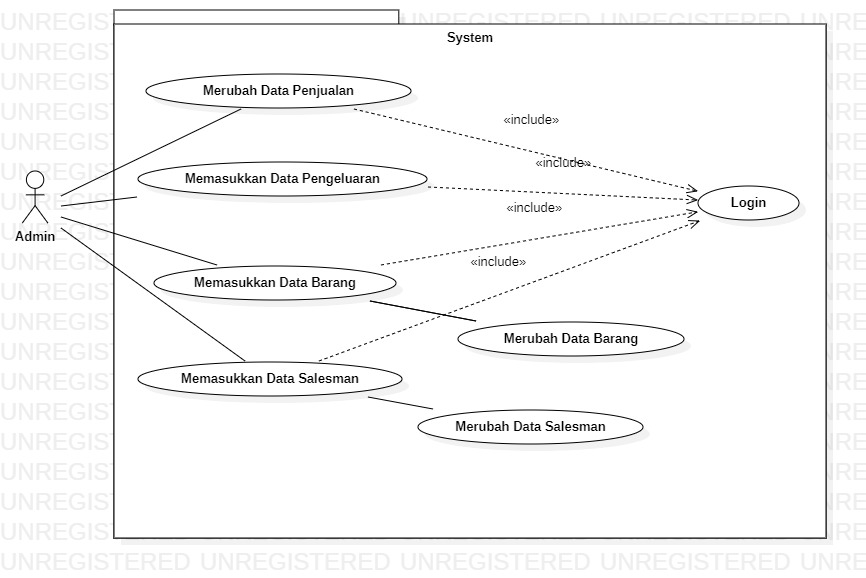 System
Merubah Data Penjualan
«include»
«include»
Memasukkan Data Pengeluaran
Login
«include»
Admin
«include»
Memasukkan Data Barang
Merubah Data Barang
Memasukkan Data Salesman
Merubah Data Salesman
UNREGISTERED UNREGISTERED UNREGISTERED UNREGISTERED UNRE